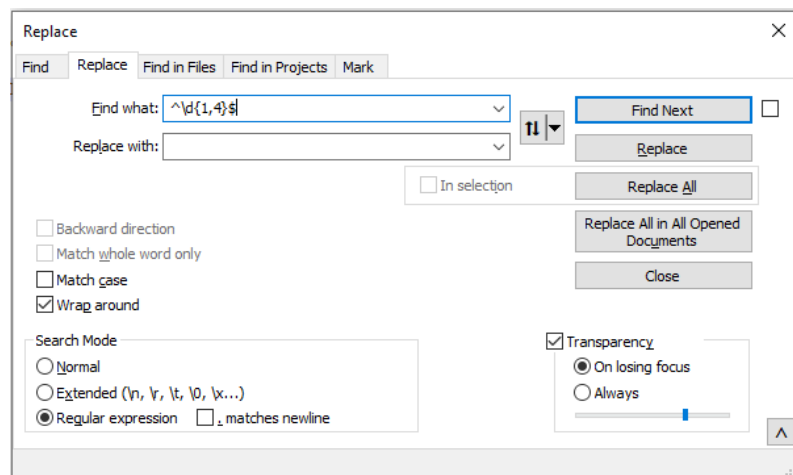 Replace
Find Replace Find in Files Find in Projects Mark
Find what: ^\d{1,4}$ Find Next
Replace with: Replace
In selection Replace All
Backward direction Replace All in All Opened Documents
Match whole word only
Match case Close
Wrap around
Search Mode Transparency
Normal On losing focus
Extended (\n, \r, \t, \0, \x...) Always
Regular expression . matches newline